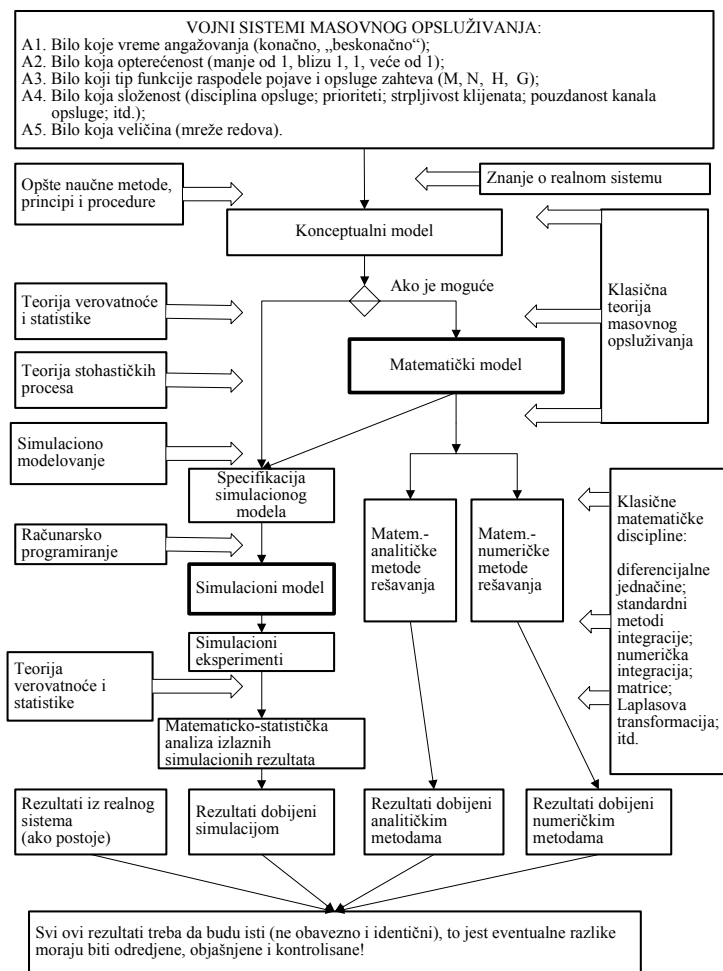 VOJNI SISTEMI MASOVNOG OPSLUŽIVANJA:
A1. Bilo koje vreme angažovanja (konačno, „beskonačno“);
A2. Bilo koja opterećenost (manje od 1, blizu 1, 1, veće od 1);
A3. Bilo koji tip funkcije raspodele pojave i opsluge zahteva (M, N, H, G);
A4. Bilo koja složenost (disciplina opsluge; prioriteti; strpljivost klijenata; pouzdanost kanala
opsluge; itd.);
A5. Bilo koja veličina (mreže redova).
Opšte naučne metode,
principi i procedure
Znanje o realnom sistemu
Konceptualni model
Ako je moguće
Teorija verovatnoće
i statistike
Klasična
teorija
masovnog
opsluživanja
Matematički model
Teorija stohastičkih
procesa
Simulaciono
modelovanje
Specifikacija
simulacionog
modela
Matem.-
analitičke
metode
rešavanja
Matem.-
numeričke
metode
rešavanja
Klasične
matematičke
discipline:
diferencijalne
jednačine;
standardni
metodi
integracije;
numerička
integracija;
matrice;
Laplasova
transformacija;
itd.
Računarsko
programiranje
Simulacioni model
Simulacioni
eksperimenti
Teorija
verovatnoće i
statistike
Matematicko-statistička
analiza izlaznih
simulacionih rezultata
Rezultati iz realnog
sistema
(ako postoje)
Rezultati dobijeni
simulacijom
Rezultati dobijeni
analitičkim
metodama
Rezultati dobijeni
numeričkim
metodama
Svi ovi rezultati treba da budu isti (ne obavezno i identični), to jest eventualne razlike
moraju biti odredjene, objašnjene i kontrolisane!